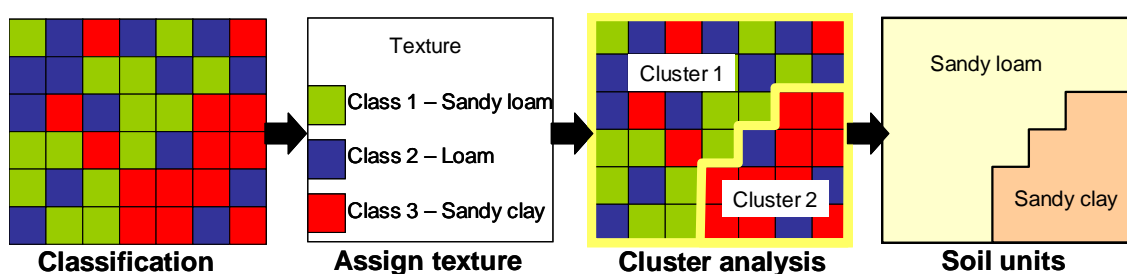 Texture
Class 1 – Sandy loam
Class 2 – Loam
Class 3 – Sandy clay
Cluster 1
Cluster 2
Sandy loam
Sandy clay
Classification
Assign texture
Cluster analysis
Soil units